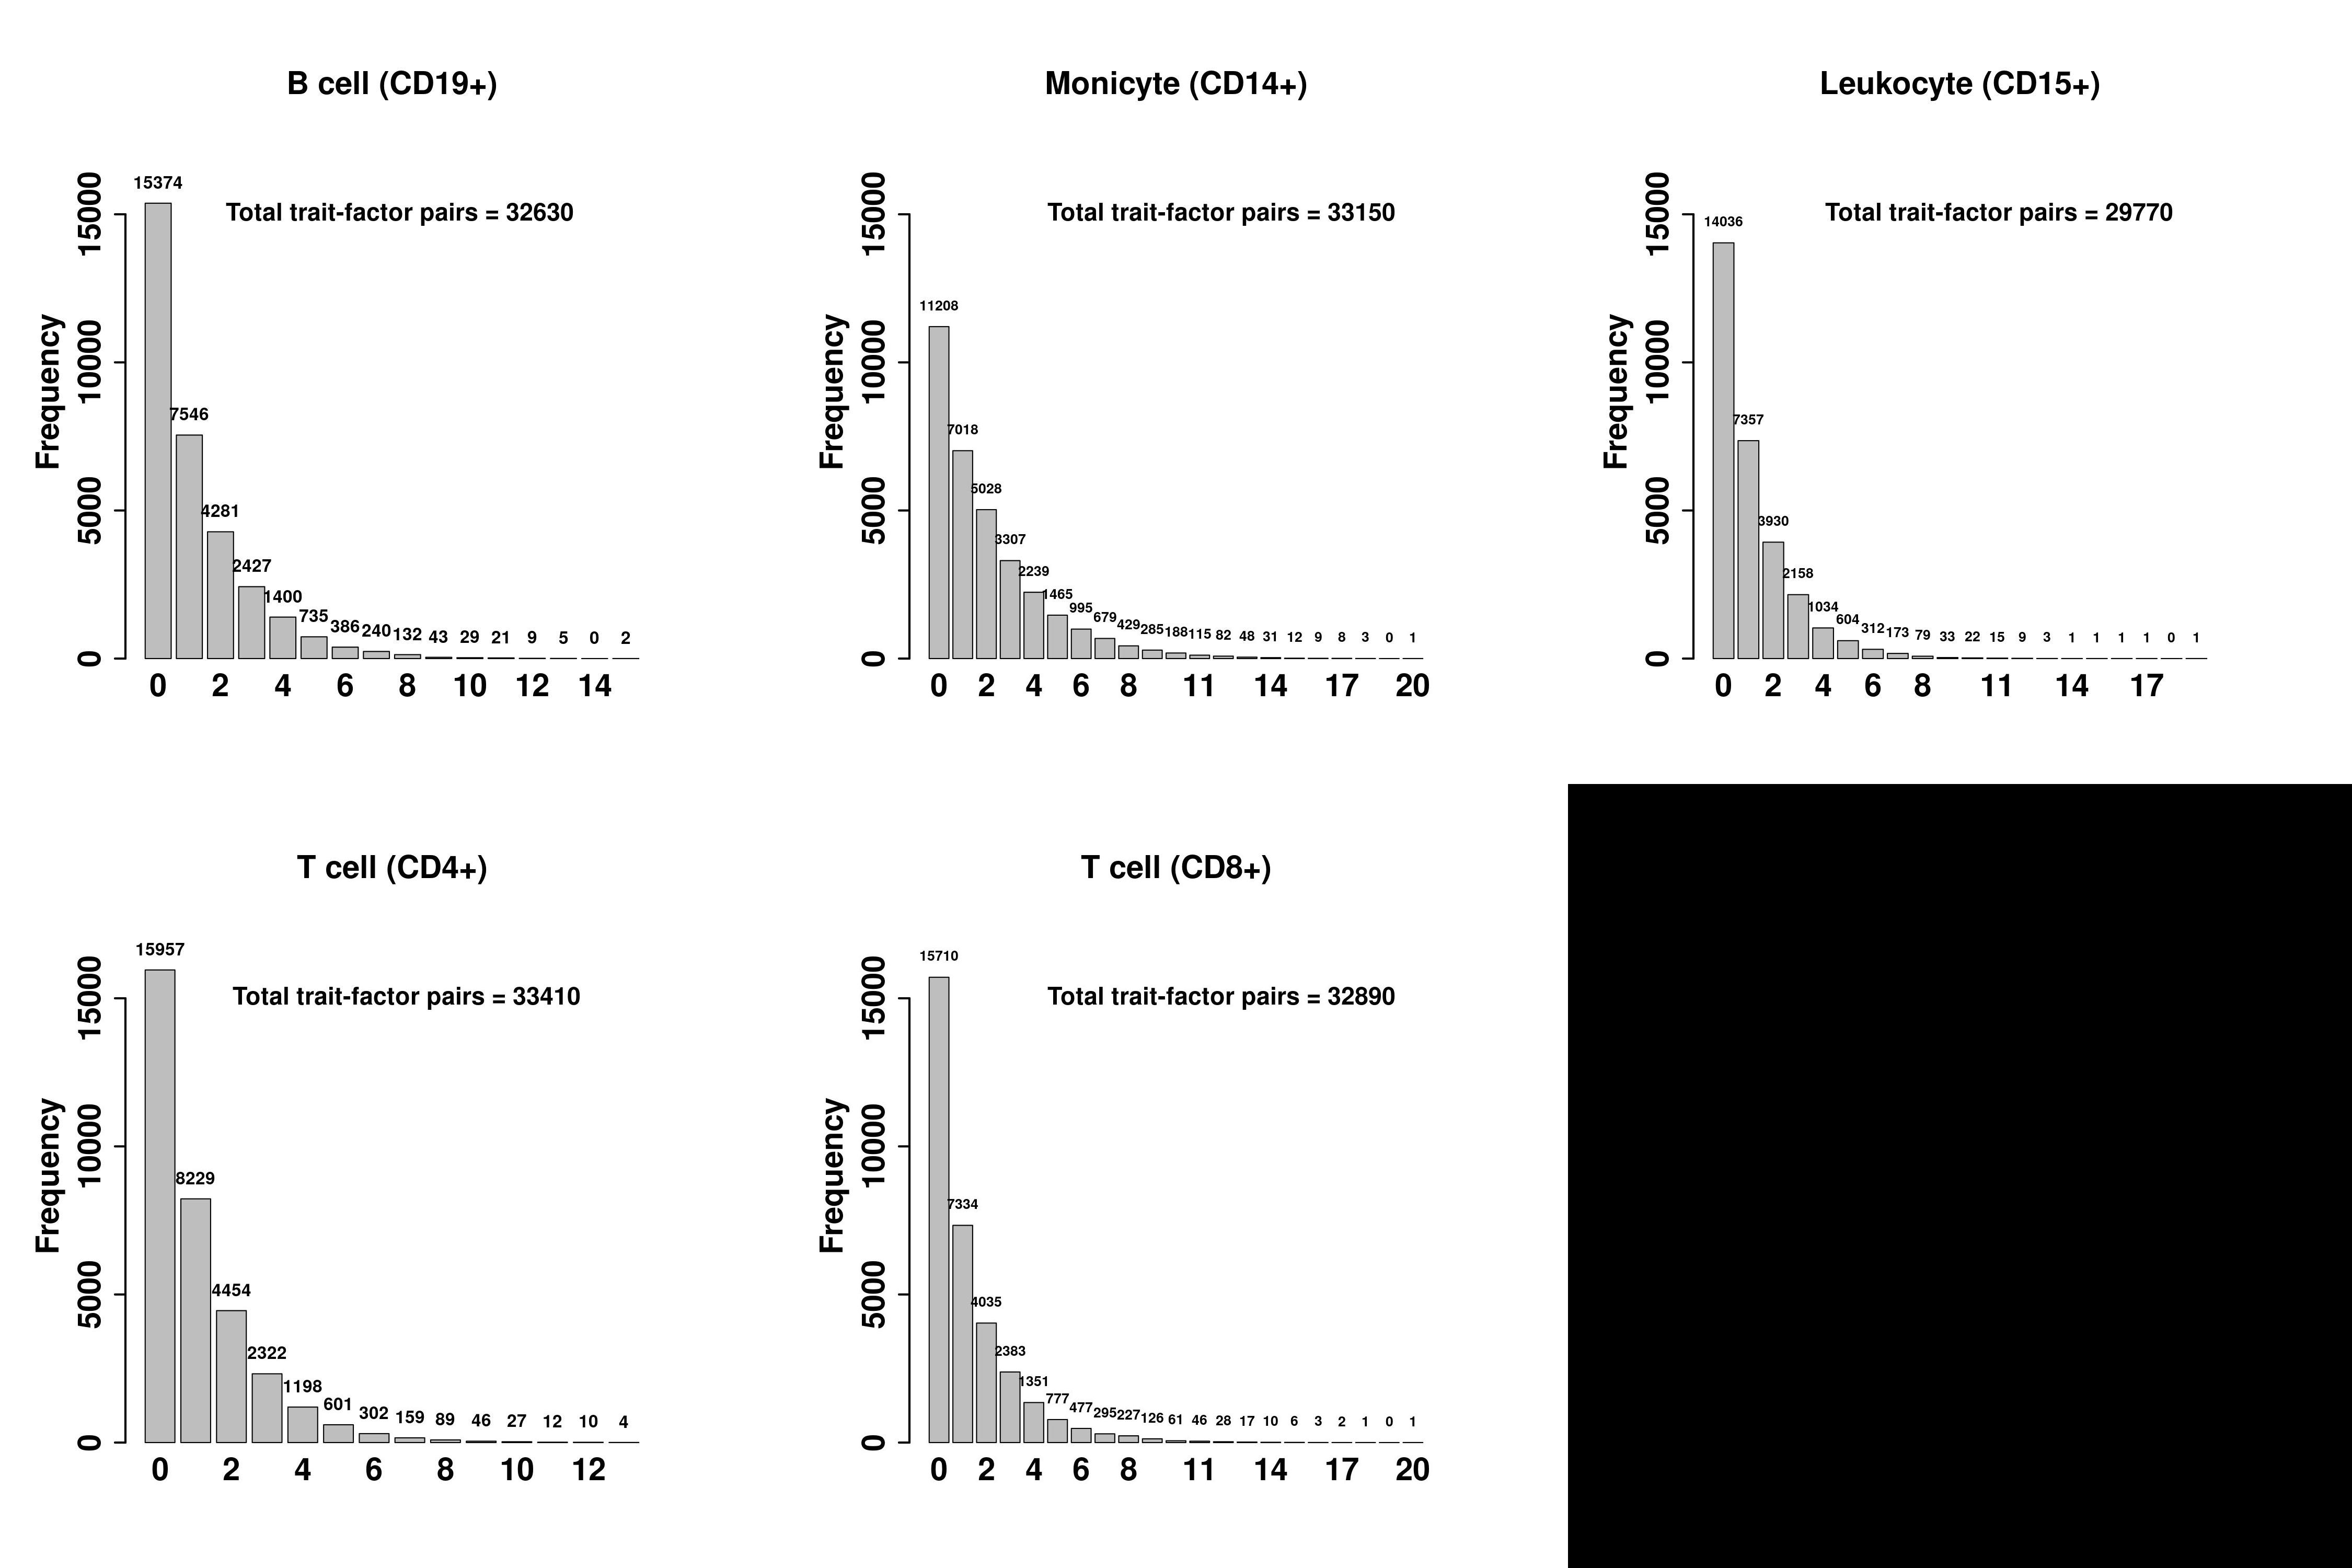 B cell (CD19+)
Total trait-factor pairs = 32630
Frequency
0 5000 10000 15000
15374 7546 4281 2427 1400 735 386 240 132 43 29 21 9 5 0 2
0 2 4 6 8 10 12 14
Monicyte (CD14+)
Total trait-factor pairs = 33150
Frequency
0 5000 10000 15000
11208 7018 5028 3307 2239 1465 995 679 429 285 188 115 82 48 31 12 9 8 3 0 1
0 2 4 6 8 11 14 17 20
Leukocyte (CD15+)
Total trait-factor pairs = 29770
Frequency
0 5000 10000 15000
14036 7357 3930 2158 1034 604 312 173 79 33 22 15 9 3 1 1 1 1 0 1
0 2 4 6 8 11 14 17
T cell (CD4+)
Total trait-factor pairs = 33410
Frequency
0 5000 10000 15000
15957 8229 4454 2322 1198 601 302 159 89 46 27 12 10 4
0 2 4 6 8 10 12
T cell (CD8+)
Total trait-factor pairs = 32890
Frequency
0 5000 10000 15000
15710 7334 4035 2383 1351 777 477 295 227 126 61 46 28 17 10 6 3 2 1 0 1
0 2 4 6 8 11 14 17 20